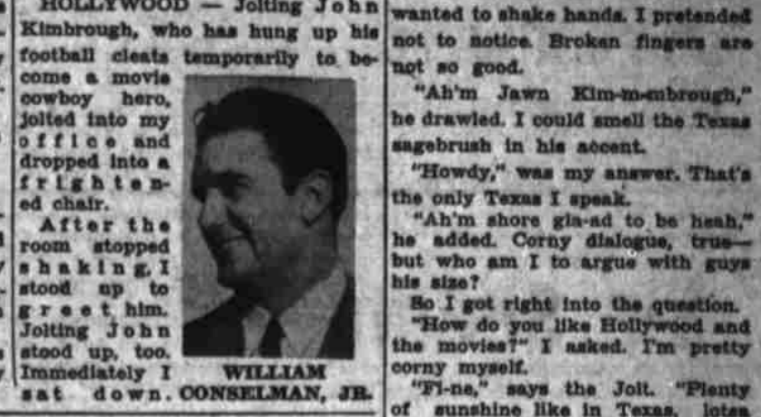 HOLLYWOOD — Jolting John
Kimbrough, who has hung up his
football cleats temporarily to be-
come a movie
cowboy hero,
jolted into my
office and
dropped into a
frighten-
ed chair.
After the
room stopped
shaking, I
stood up to
greet him.
Jolting John
stood up, too.
Immediately I
sat down.
WILLIAM
CONSELMAN, JR.
wanted to shake hands. I pretended
not to notice. Broken fingers are
not so good.
"Ah'm Jawn Kim-m-mbrough,"
he drawled. I could smell the Texas
sagebrush in his accent.
"Howdy," was my answer. That's
the only Texas I speak.
"Ah'm shore gla-ad to be heah,"
he added. Corny dialogue, true—
but who am I to argue with guys
his size?
So I got right into the question.
"How do you like Hollywood and
the movies?" I asked. I'm pretty
corny myself.
"Fi-ne," says the Jolt. "Plenty
of sunshine like in Texas, lotsa